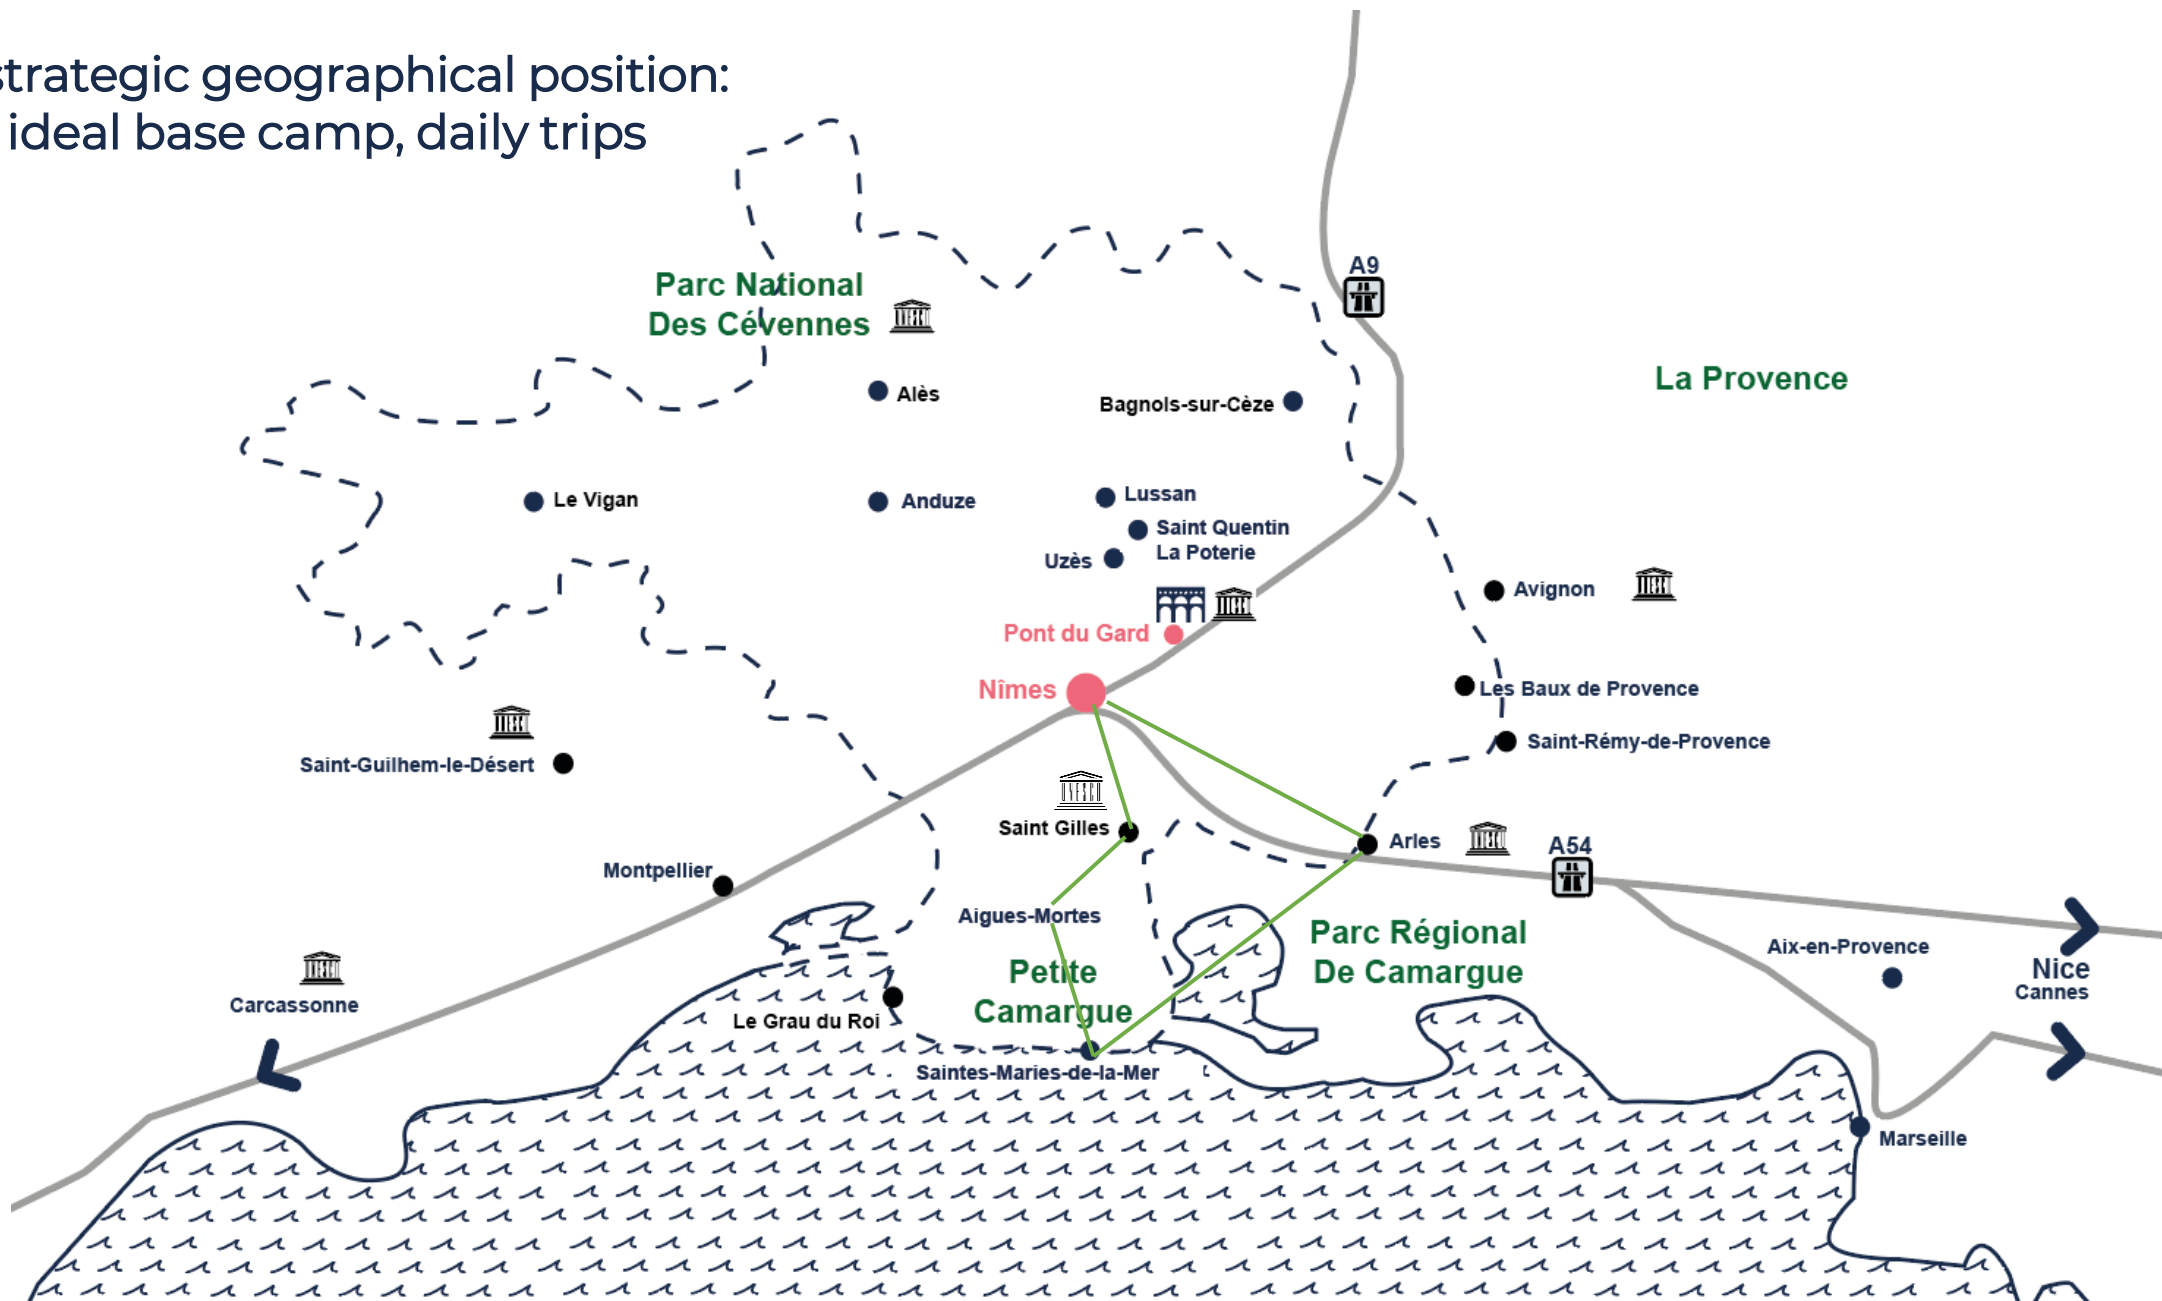 strategic geographical position:
ideal base camp, daily trips
A9
Parc National
Des Cévennes
La Provence
Alès
Bagnols-sur-Cèze
Le Vigan
Anduze
Lussan
Saint Quentin
La Poterie
Uzès
Avignon
Pont du Gard
Nîmes
Les Baux de Provence
Saint-Rémy-de-Provence
Saint-Guilhem-le-Désert
UNESCO
Saint Gilles
Arles
A54
Montpellier
Aigues-Mortes
Parc Régional
De Camargue
Petite
Camargue
Aix-en-Provence
Nice
Cannes
Carcassonne
Le Grau du Roi
Saintes-Maries-de-la-Mer
Marseille